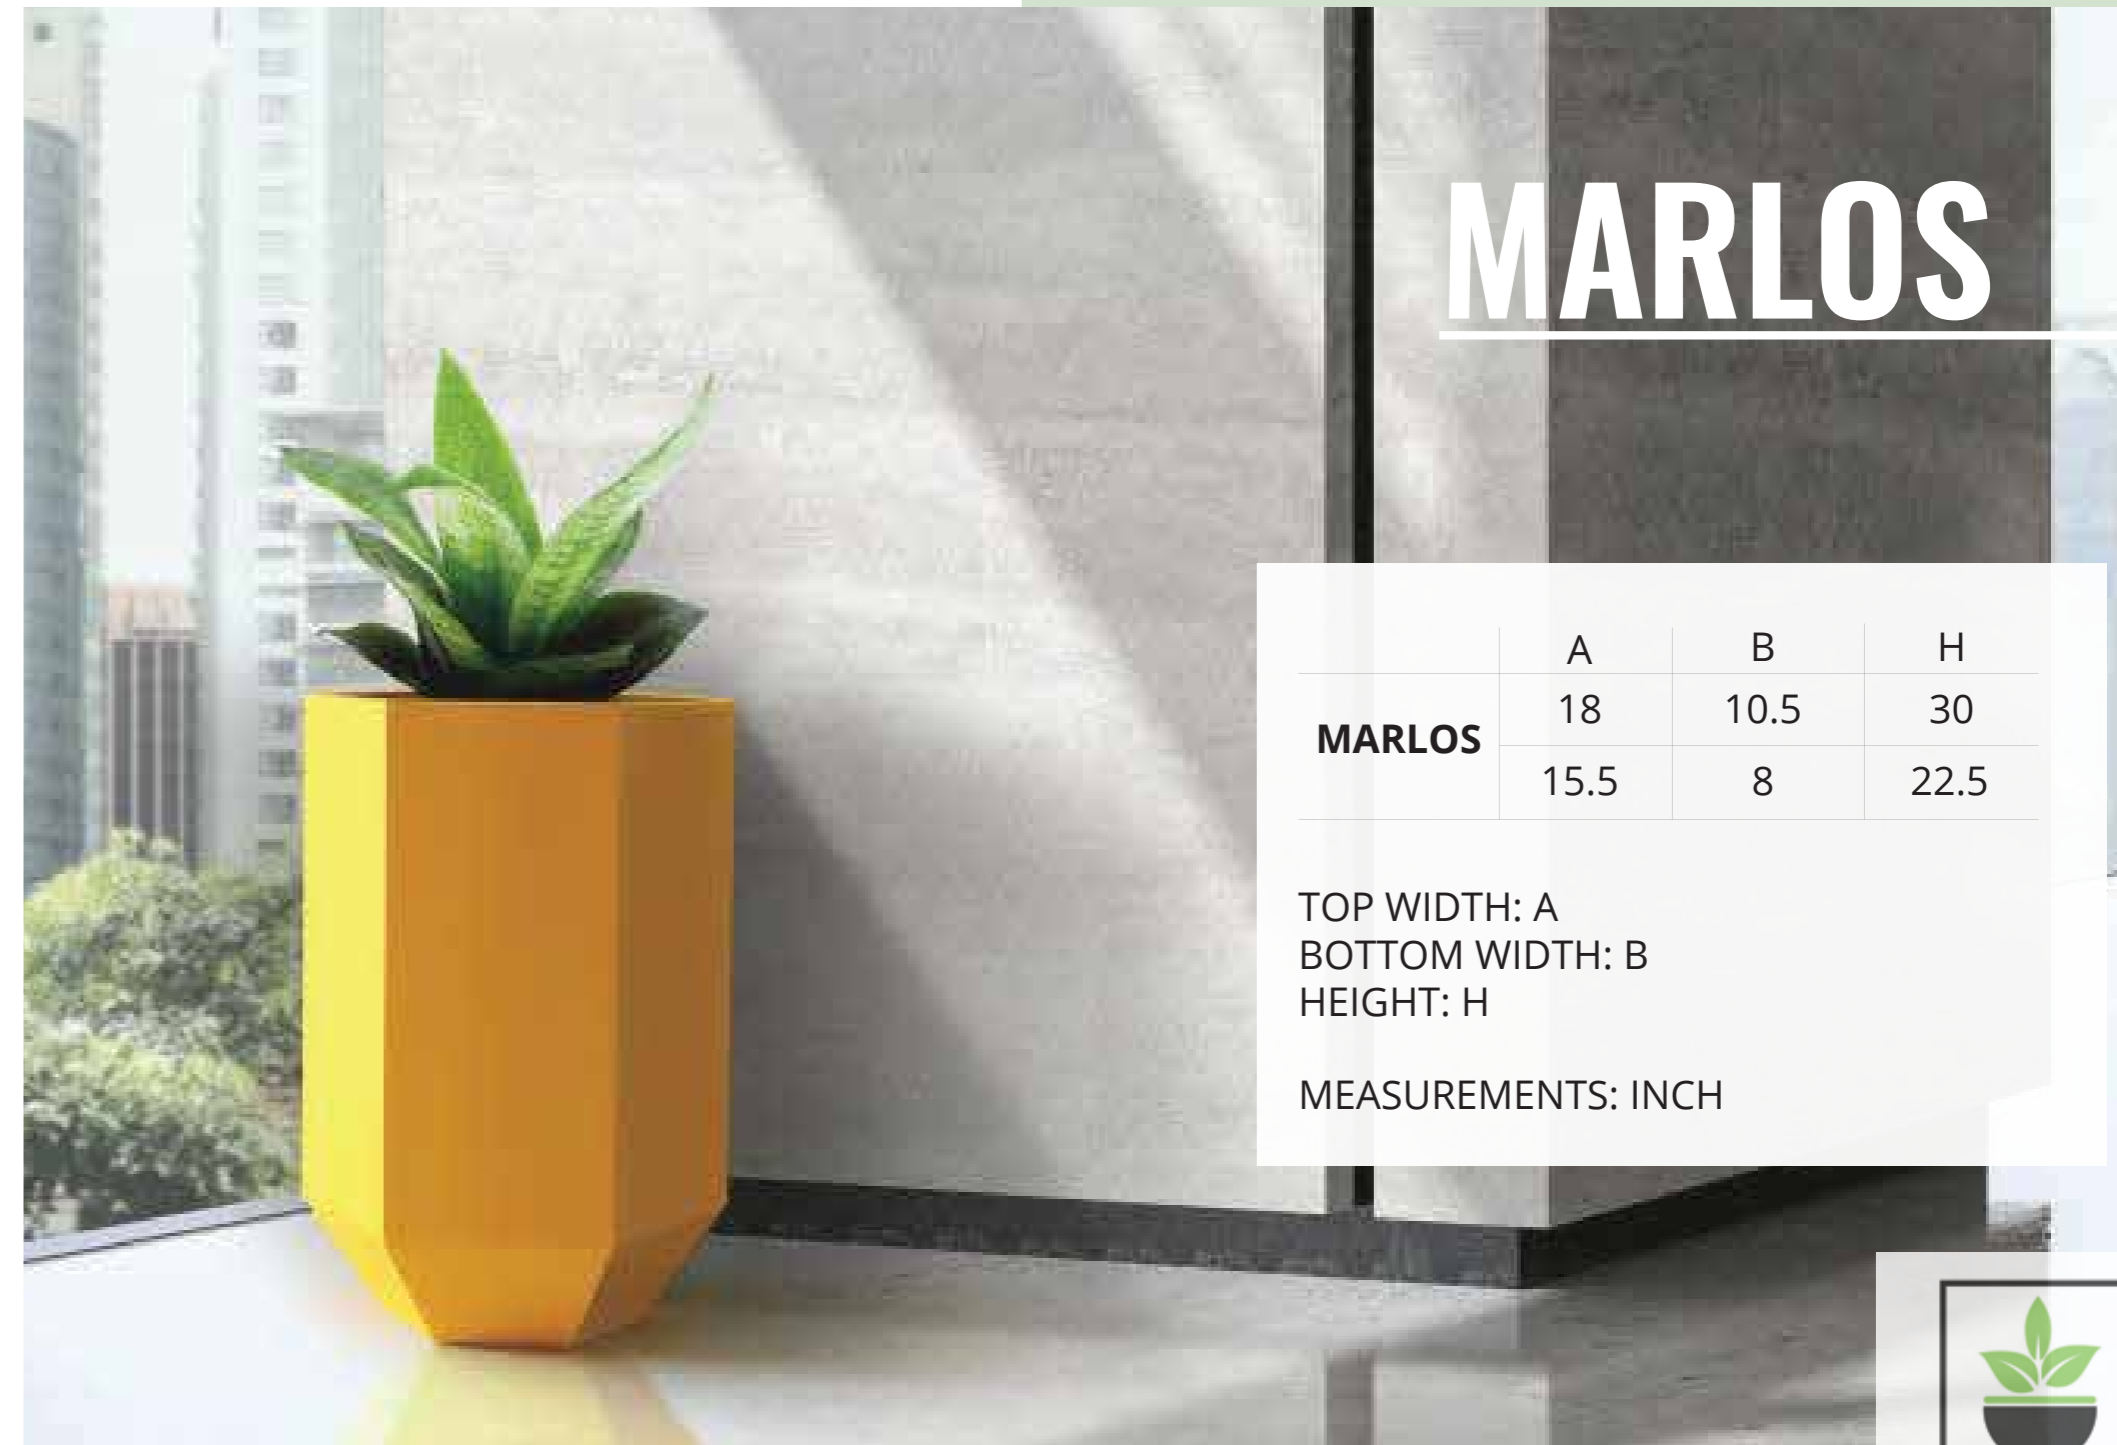 MARLOS
A B H
MARLOS
18 10.5 30
15.5 8 22.5
TOP WIDTH: A
BOTTOM WIDTH: B
HEIGHT: H
MEASUREMENTS: INCH